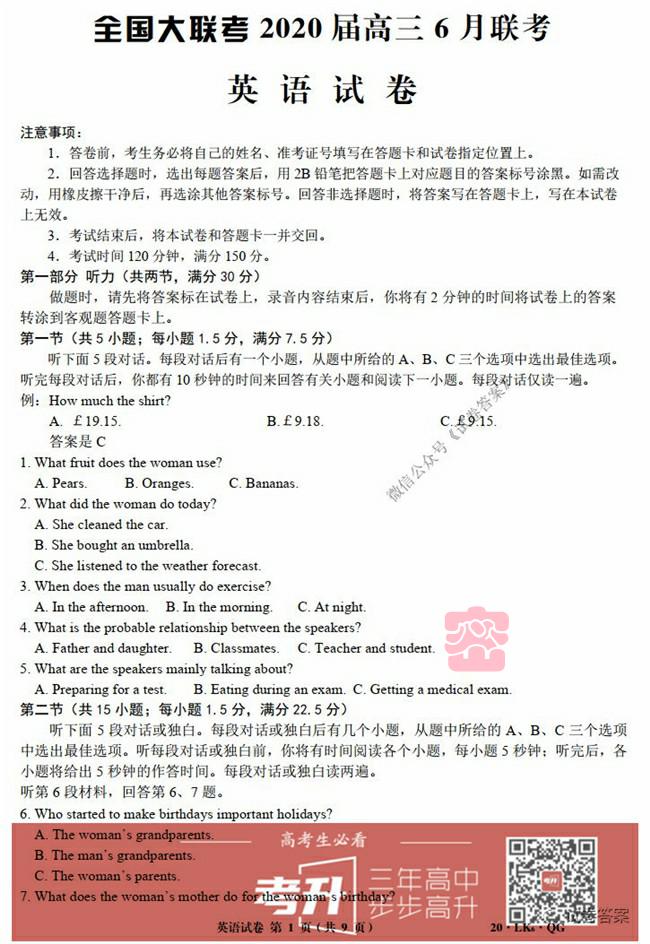 全国大联考 2020 届高三 6 月联考
英 语 试 卷
注意事项：
1．答卷前，考生务必将自己的姓名、准考证号填写在答题卡和试卷指定位置上。
2．回答选择题时，选出每题答案后，用 2B 铅笔把答题卡上对应题目的答案标号涂黑。如需改
动，用橡皮擦干净后，再选涂其他答案标号。回答非选择题时，将答案写在答题卡上，写在本试卷
上无效。
3．考试结束后，将本试卷和答题卡一并交回。
4．考试时间 120 分钟，满分 150 分。
第一部分 听力（共两节，满分 30 分）
做题时，请先将答案标在试卷上，录音内容结束后，你将有 2 分钟的时间将试卷上的答案
转涂到客观题答题卡上。
第一节（共 5 小题；每小题 1.5 分，满分 7.5 分）
听下面 5 段对话。每段对话后有一个小题，从题中所给的 A、B、C 三个选项中选出最佳选项。
听完每段对话后，你都有 10 秒钟的时间来回答有关小题和阅读下一小题。每段对话仅读一遍。
例：How much the shirt?
A. ￡19.15. B.￡9.18. C.￡9.15.
答案是 C
微信公众号《试卷答案》
1. What fruit does the woman use?
A. Pears. B. Oranges. C. Bananas.
2. What did the woman do today?
A. She cleaned the car.
B. She bought an umbrella.
C. She listened to the weather forecast.
3. When does the man usually do exercise?
A. In the afternoon. B. In the morning. C. At night.
4. What is the probable relationship between the speakers?
A. Father and daughter. B. Classmates. C. Teacher and student.
5. What are the speakers mainly talking about?
A. Preparing for a test. B. Eating during an exam. C. Getting a medical exam.
第二节（共 15 小题；每小题 1.5 分，满分 22.5 分）
听下面 5 段对话或独白。每段对话或独白后有几个小题，从题中所给的 A、B、C 三个选项
中选出最佳选项。听每段对话或独白前，你将有时间阅读各个小题，每小题 5 秒钟；听完后，各
小题将给出 5 秒钟的作答时间。每段对话或独白读两遍。
听第 6 段材料，回答第 6、7 题。
6. Who started to make birthdays important holidays?
A. The woman's grandparents.
高考生必看
B. The man's grandparents.
C. The woman's parents.
考升
三年高中
步步高升
考升
7. What does the woman's mother do for the woman's birthday?
试卷答案
英语试卷 第 1 页（共 9 页） 20·LK6·QG